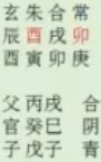 玄朱合常
辰酉戌卯
酉寅卯庚
父丙戌　合
官癸巳　阴
子戊子　青